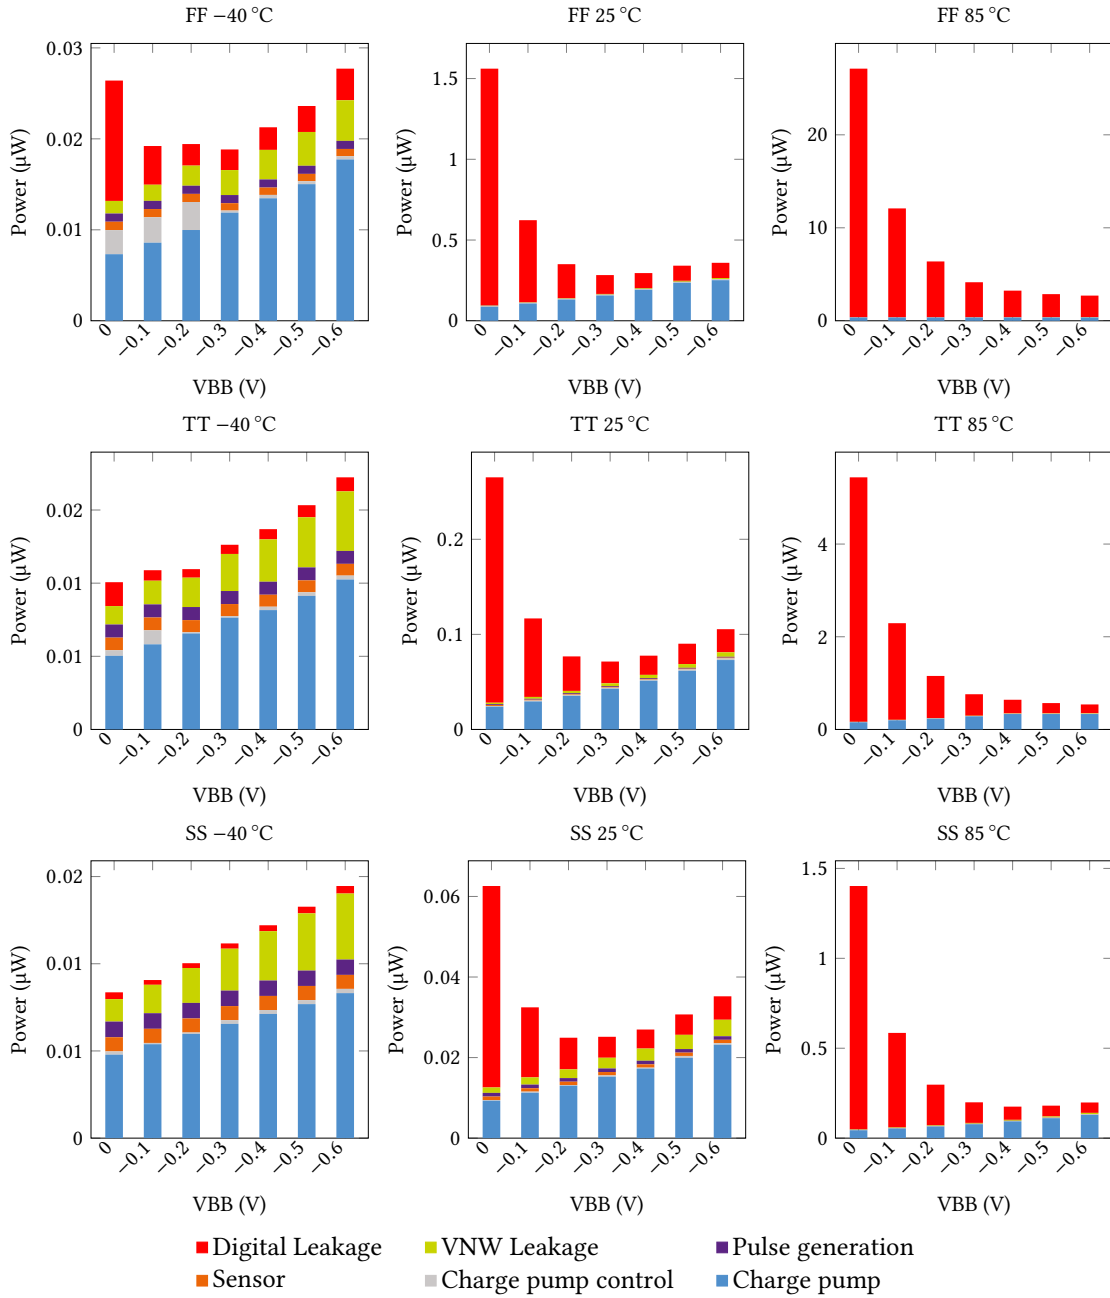 FF −40 °C
Power (µW)
0.03
0.02
0.01
0
0 −0.1 −0.2 −0.3 −0.4 −0.5 −0.6
VBB (V)
FF 25 °C
Power (µW)
1.5
1
0.5
0
0 −0.1 −0.2 −0.3 −0.4 −0.5 −0.6
VBB (V)
FF 85 °C
Power (µW)
20
10
0
0 −0.1 −0.2 −0.3 −0.4 −0.5 −0.6
VBB (V)
TT −40 °C
Power (µW)
0.02
0.01
0.01
0
0 −0.1 −0.2 −0.3 −0.4 −0.5 −0.6
VBB (V)
TT 25 °C
Power (µW)
0.2
0.1
0
0 −0.1 −0.2 −0.3 −0.4 −0.5 −0.6
VBB (V)
TT 85 °C
Power (µW)
4
2
0
0 −0.1 −0.2 −0.3 −0.4 −0.5 −0.6
VBB (V)
SS −40 °C
Power (µW)
0.02
0.01
0.01
0
0 −0.1 −0.2 −0.3 −0.4 −0.5 −0.6
VBB (V)
SS 25 °C
Power (µW)
0.06
0.04
0.02
0
0 −0.1 −0.2 −0.3 −0.4 −0.5 −0.6
VBB (V)
SS 85 °C
Power (µW)
1.5
1
0.5
0
0 −0.1 −0.2 −0.3 −0.4 −0.5 −0.6
VBB (V)
Digital Leakage VNW Leakage Pulse generation
Sensor Charge pump control Charge pump